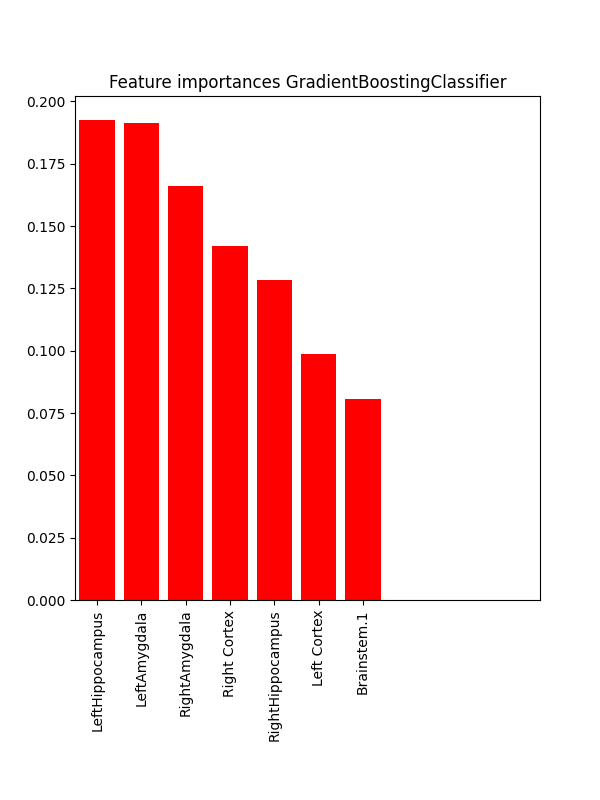 Feature importances GradientBoostingClassifier
0.200
0.175
0.150
0.125
0.100
0.075
0.050
0.025
0.000
LeftHippocampus
LeftAmygdala
RightAmygdala
Right Cortex
RightHippocampus
Left Cortex
Brainstem.1